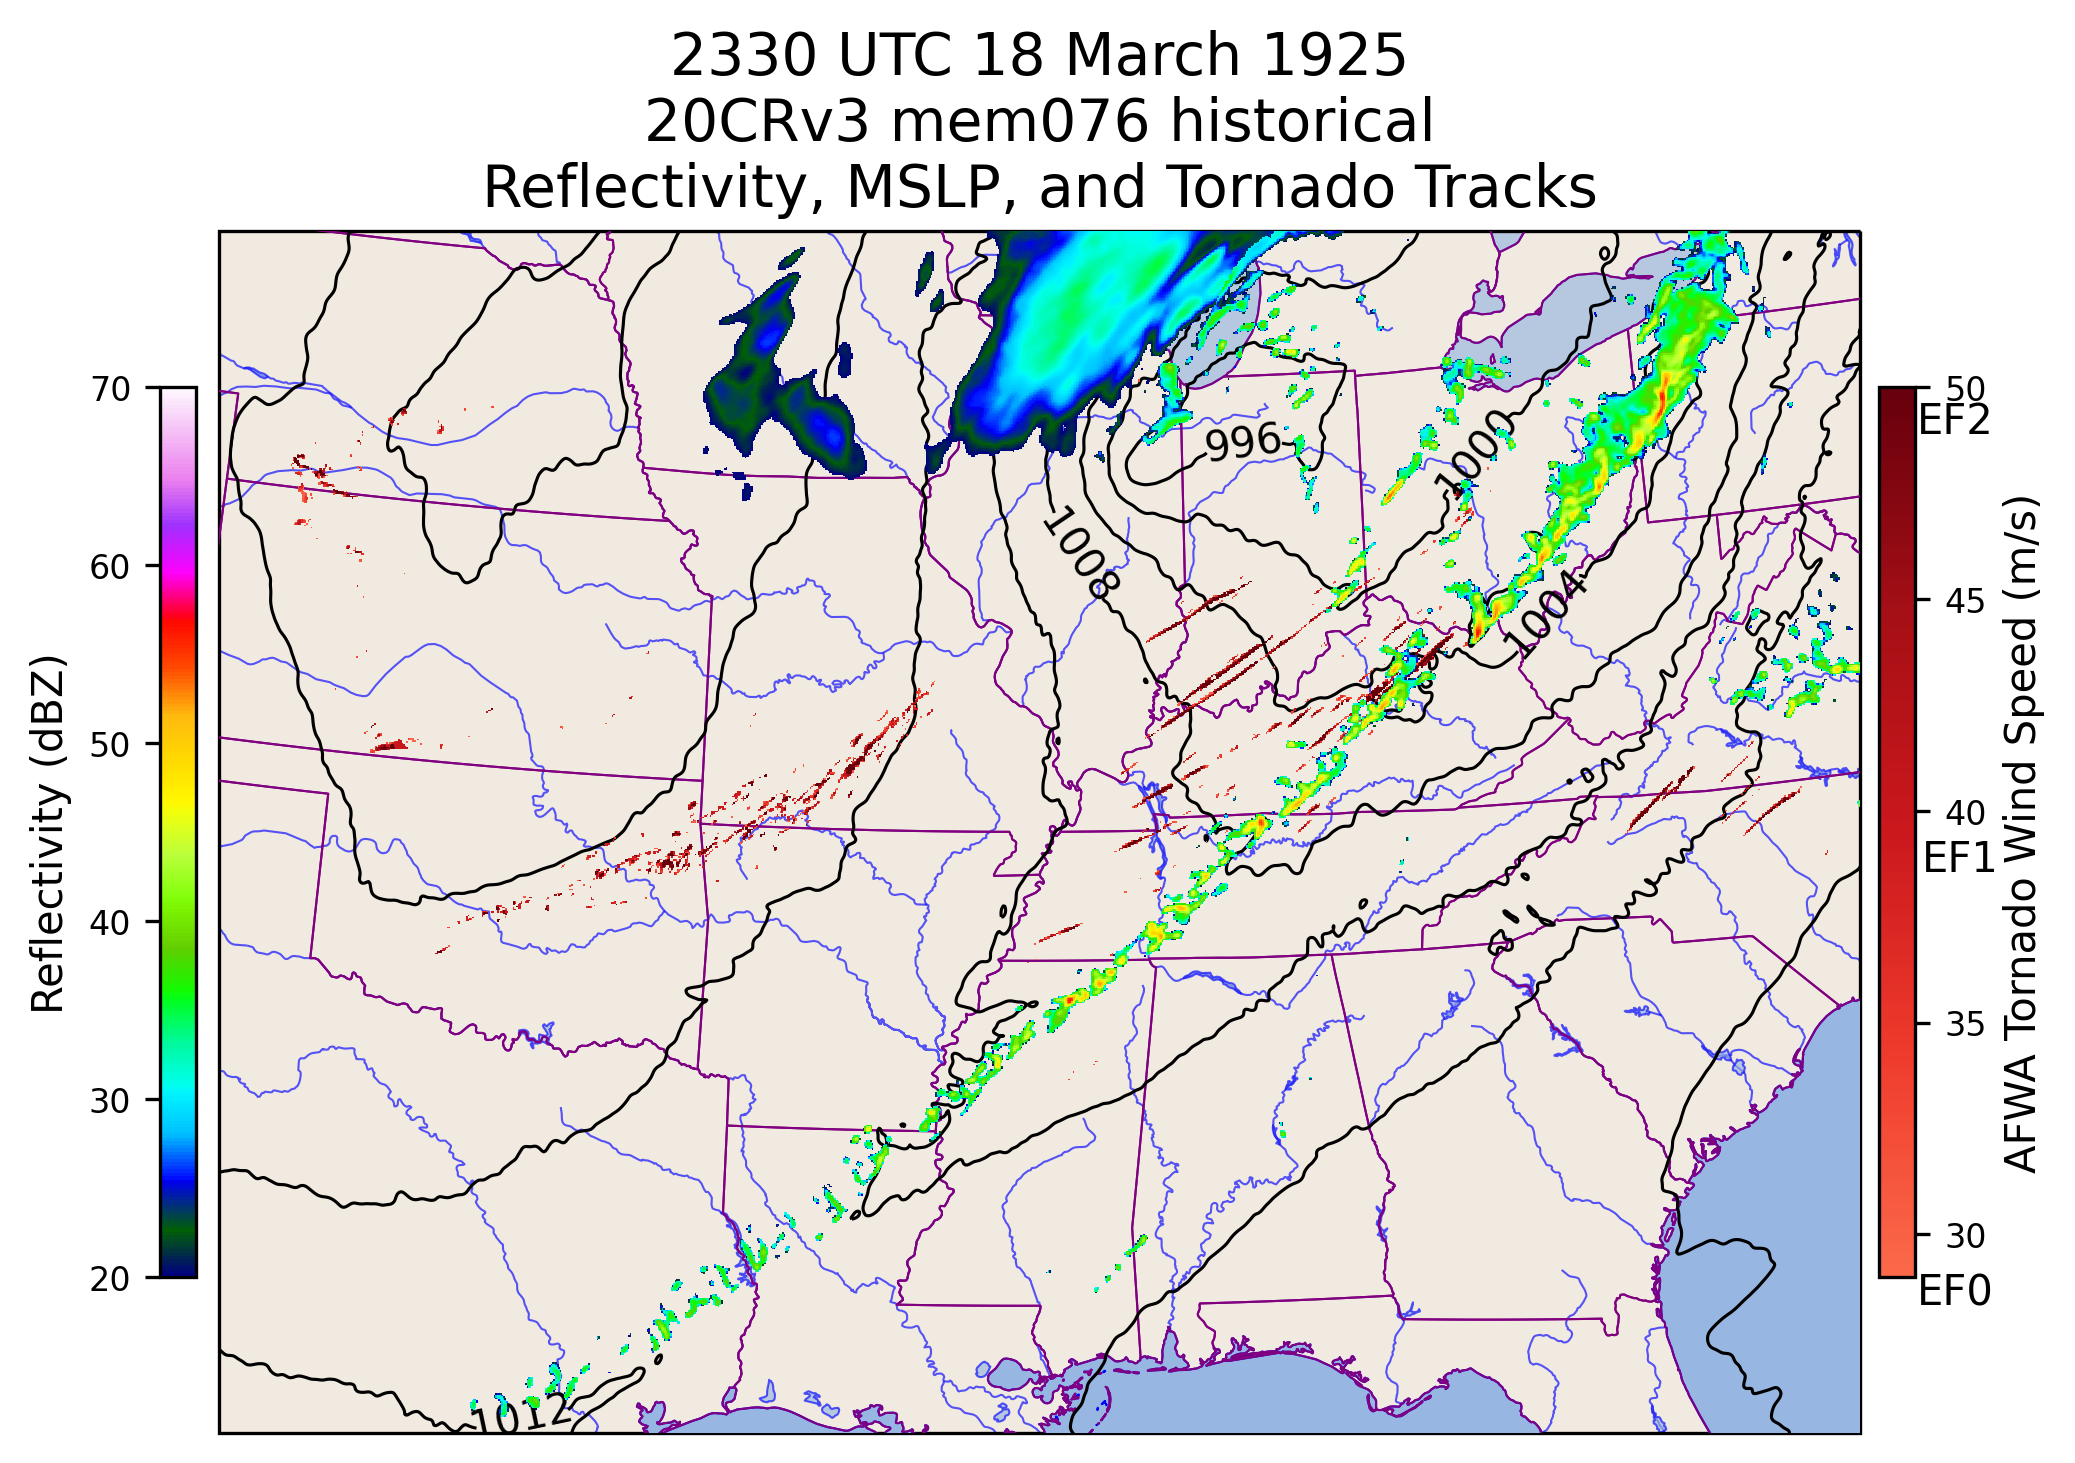 2330 UTC 18 March 1925
20CRv3 mem076 historical
Reflectivity, MSLP, and Tornado Tracks
70
60
50
40
30
20
Reflectivity (dBZ)
996
1000
1008
1004
1012
50
EF2
45
40
EF1
35
30
EF0
AFWA Tornado Wind Speed (m/s)